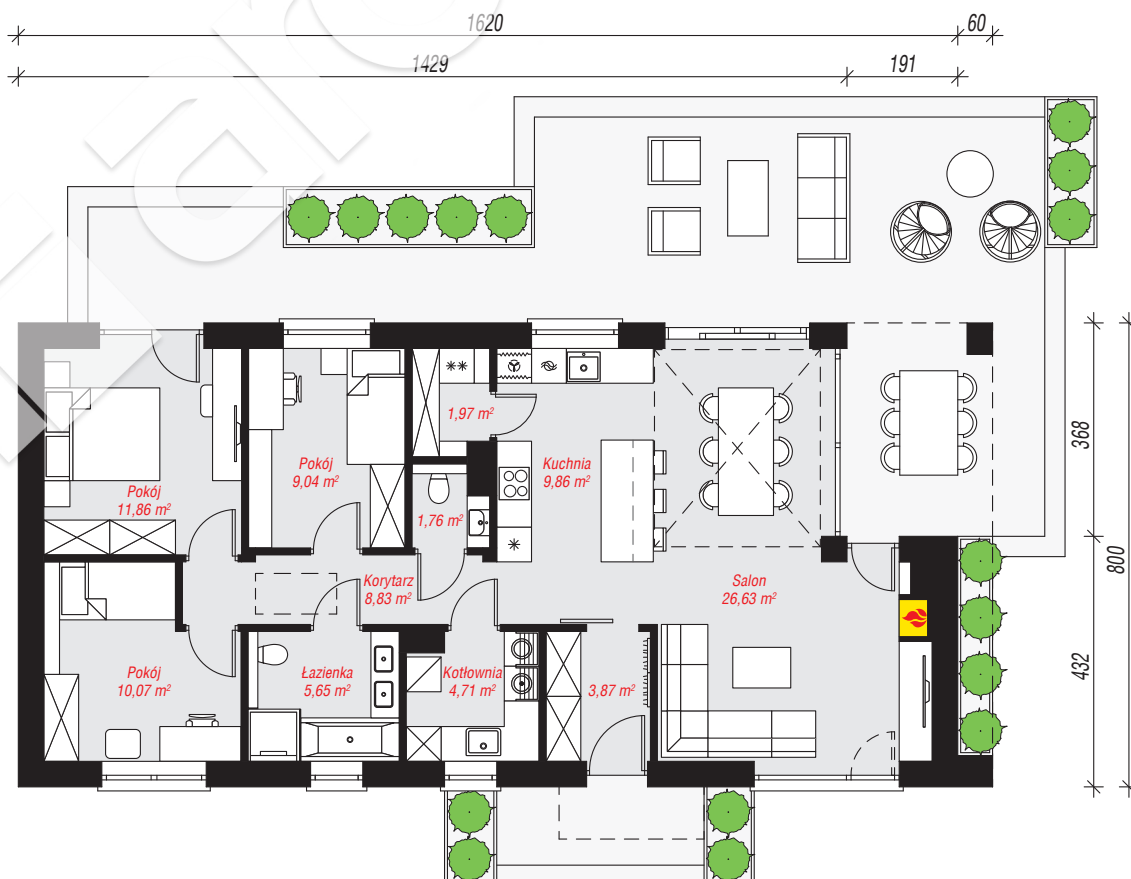 1620
60
1429
191
1,97 m²
Pokój
9,04 m²
Kuchnia
9,86 m²
368
Pokój
11,86 m²
1,76 m²
800
Korytarz
8,83 m²
Salon
26,63 m²
Pokój
10,07 m²
Łazienka
5,65 m²
Kotłownia
4,71 m²
3,87 m²
432